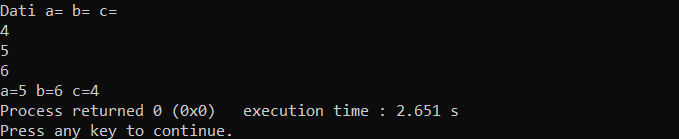 Dati a= b= c=
4
5
6
a=5 b=6 c=4
Process returned 0 (0x0)   execution time : 2.651 s
Press any key to continue.